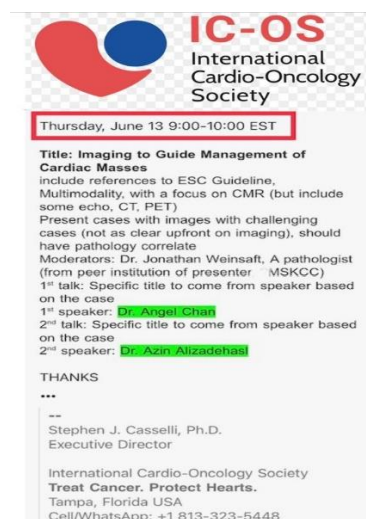 IC-OS
International
Cardio-Oncology
Society
Thursday, June 13 9:00-10:00 EST
Title: Imaging to Guide Management of
Cardiac Masses
include references to ESC Guideline,
Multimodality, with a focus on CMR (but include
some echo, CT, PET)
Present cases with images with challenging
cases (not as clear upfront on imaging), should
have pathology correlate
Moderators: Dr. Jonathan Weinsaft, A pathologist
(from peer institution of presenter MSKCC)
1st talk: Specific title to come from speaker based
on the case
1st speaker: Dr. Angel Chan
2nd talk: Specific title to come from speaker based
on the case
2nd speaker: Dr. Azin Alizadehasl
THANKS
•••
--
Stephen J. Casselli, Ph.D.
Executive Director
International Cardio-Oncology Society
Treat Cancer. Protect Hearts.
Tampa, Florida USA
Cell/WhatsApp: +1 813-323-5448